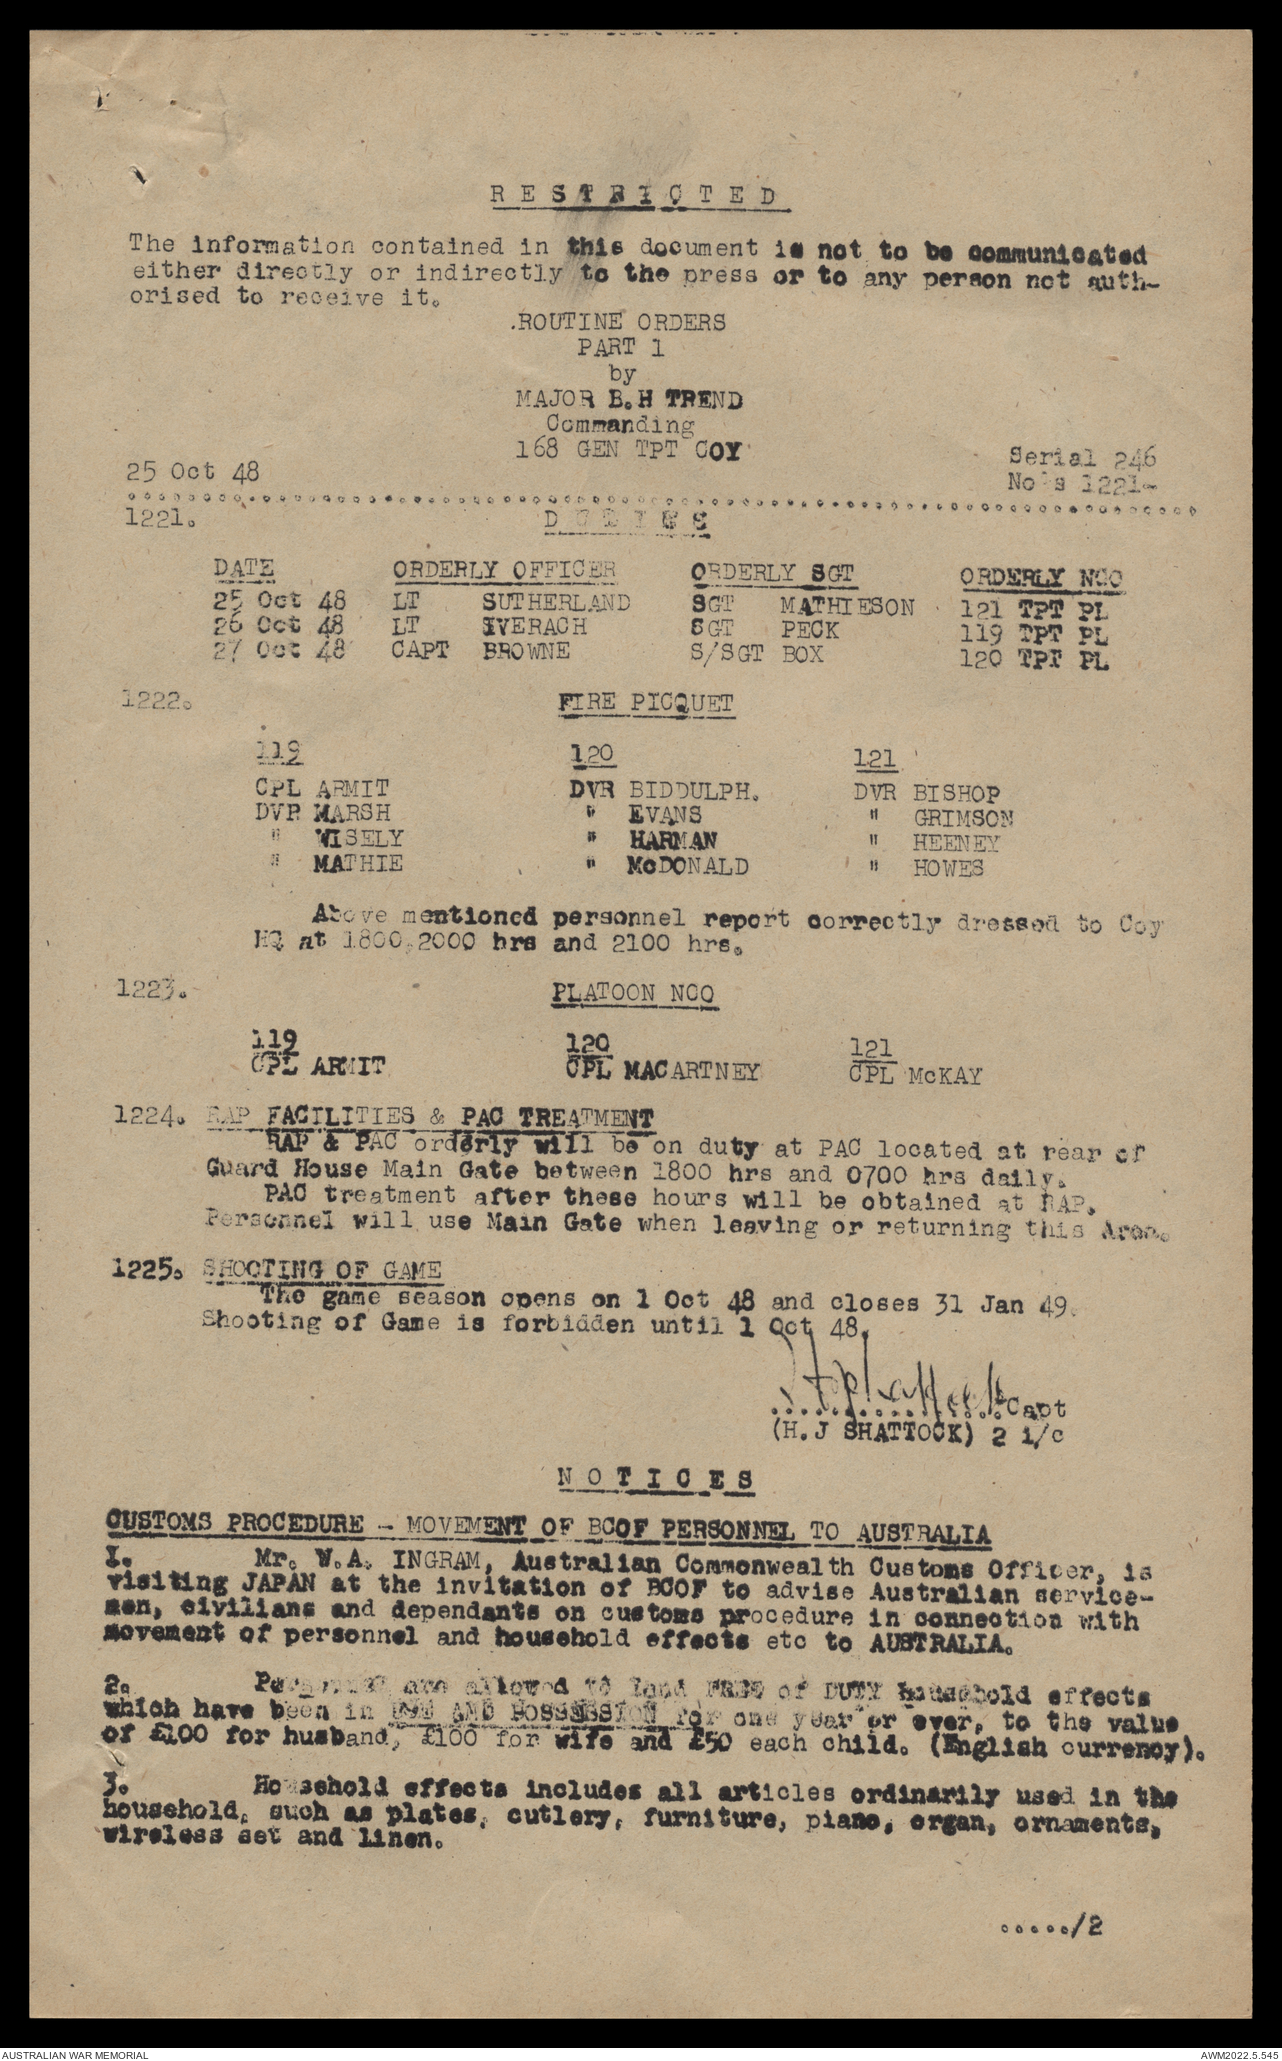 R E S T R I C T E D
The information contained in this document is not to be communicated
either directly or indirectly to the press or to any person not auth-
orised to receive it.
.ROUTINE ORDERS
PART 1
by
MAJOR B.H TREND
Commanding
168 GEN TPT COY
25 Oct 48
Serial 246
No's 1221-
1221. D U T I E S
DATE ORDERLY OFFICER ORDERLY SGT ORDERLY NCO
25 Oct 48 LT SUTHERLAND SGT MATHIESON 121 TPT PL
26 Oct 48 LT IVERACH SGT PECK 119 TPT PL
27 Oct 48 CAPT BROWNE S/SGT BOX 120 TPT PL
1222. FIRE PICQUET
119 120 121
CPL ARMIT DVR BIDDULPH. DVR BISHOP
DVR MARSH " EVANS " GRIMSON
" WISELY " HARMAN " HEENEY
" MATHIE " McDONALD " HOWES
Above mentioned personnel report correctly dressed to Coy
HQ at 1800,2000 hrs and 2100 hrs.
1223. PLATOON NCO
119 120 121
CPL ARMIT CPL MACARTNEY CPL McKAY
1224. RAP FACILITIES & PAC TREATMENT
RAP & PAC orderly will be on duty at PAC located at rear of
Guard House Main Gate between 1800 hrs and 0700 hrs daily.
PAC treatment after these hours will be obtained at RAP.
Personnel will use Main Gate when leaving or returning this Area.
1225. SHOOTING OF GAME
The game season opens on 1 Oct 48 and closes 31 Jan 49.
Shooting of Game is forbidden until 1 Oct 48.
....................Capt
(H.J SHATTOCK) 2 i/c
N O T I C E S
CUSTOMS PROCEDURE - MOVEMENT OF BCOF PERSONNEL TO AUSTRALIA
1. Mr. W.A. INGRAM, Australian Commonwealth Customs Officer, is
visiting JAPAN at the invitation of BCOF to advise Australian service-
men, civilians and dependants on customs procedure in connection with
movement of personnel and household effects etc to AUSTRALIA.
2. Personnel are allowed to land FREE of DUTY household effects
which have been in USE AND POSSESSION for one year or over, to the value
of £100 for husband, £100 for wife and £50 each child. (English currency).
3. Household effects includes all articles ordinarily used in the
household, such as plates, cutlery, furniture, piano, organ, ornaments,
wireless set and linen.
...../2
AUSTRALIAN WAR MEMORIAL
AWM2022.5.545